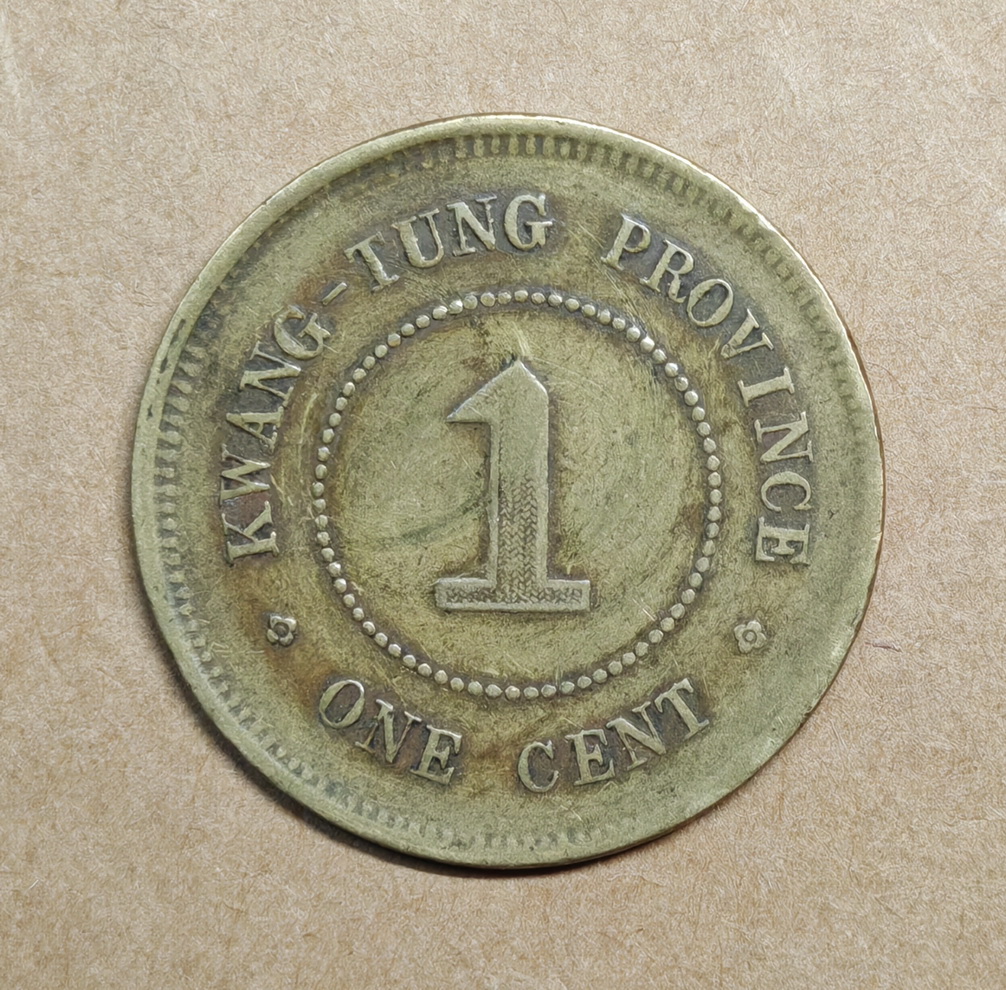 KWANG-TUNG PROVINCE
1
ONE CENT